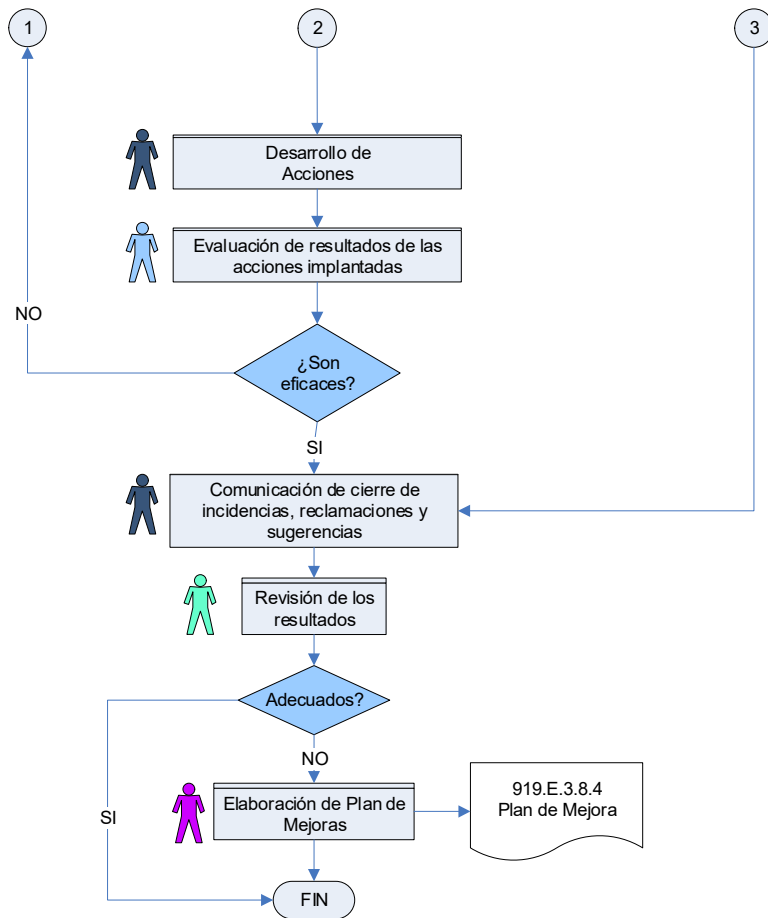 1
2
3
Desarrollo de
Acciones
Evaluación de resultados de las
acciones implantadas
NO
¿Son
eficaces?
SI
Comunicación de cierre de
incidencias, reclamaciones y
sugerencias
Revisión de los
resultados
Adecuados?
NO
919.E.3.8.4
Plan de Mejora
Elaboración de Plan de
Mejoras
SI
FIN